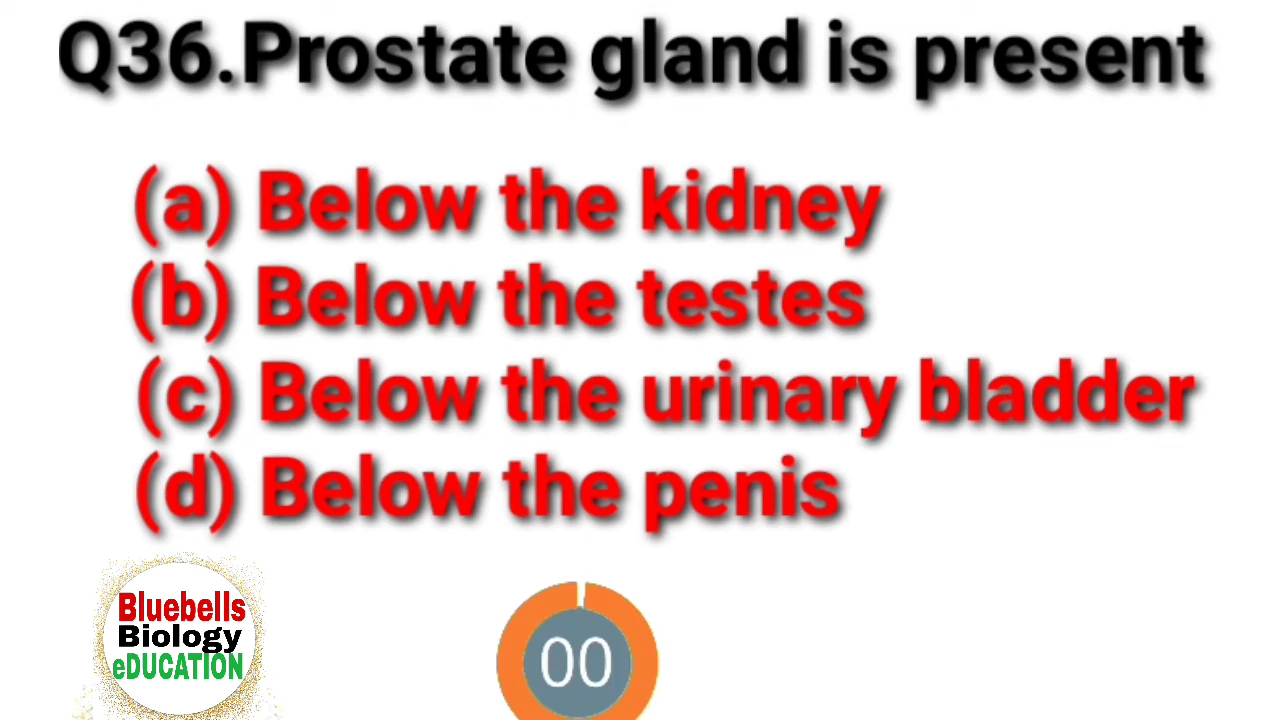 Q36.Prostate gland is present
(a) Below the kidney
(b) Below the testes
(c) Below the urinary bladder
(d) Below the penis
Bluebells
Biology
eDUCATION
00